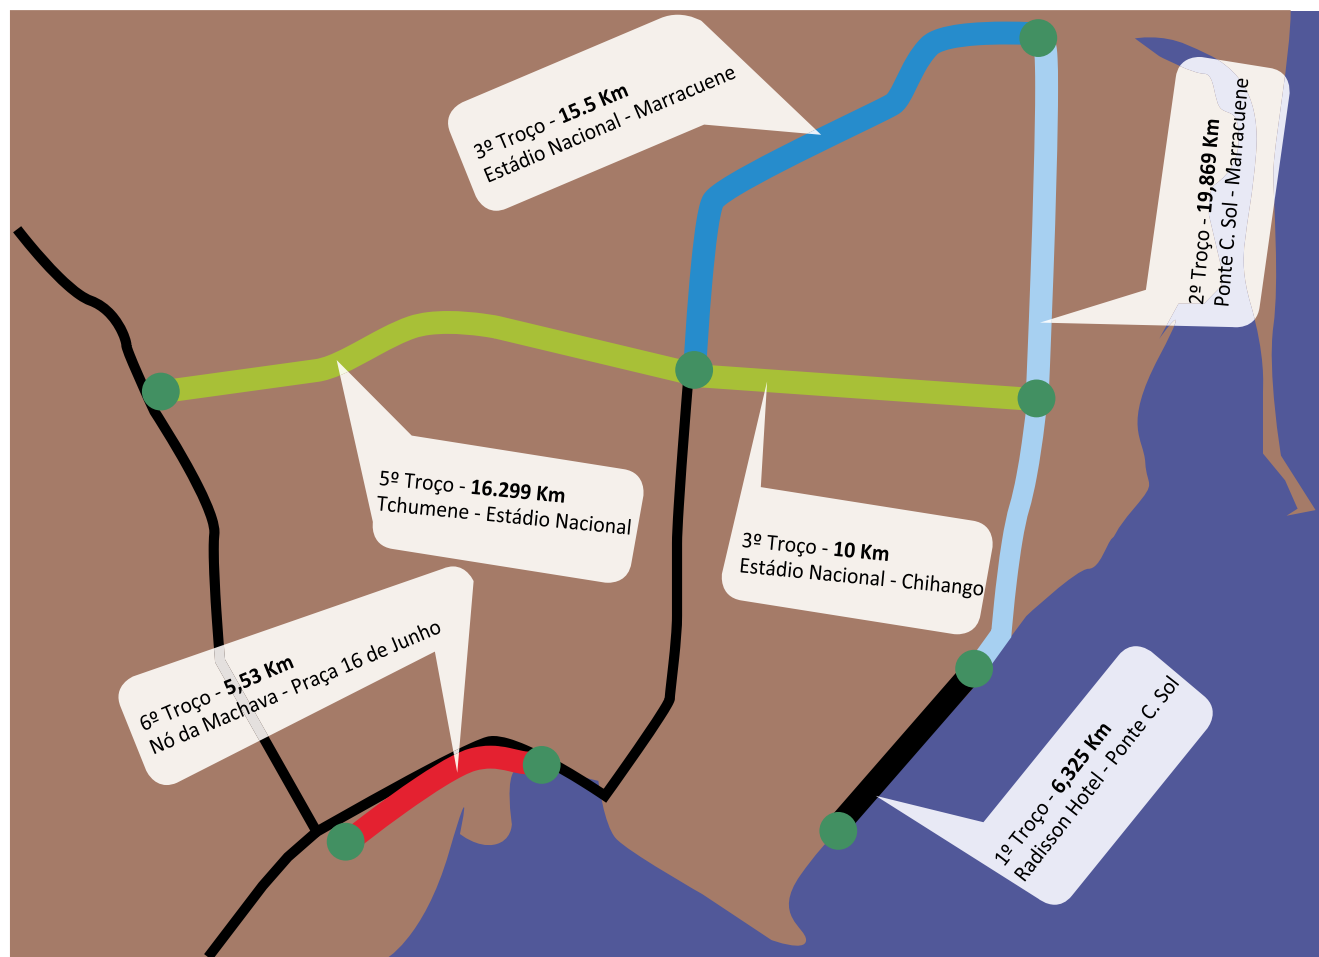 3º Troço - 15.5 Km
Estádio Nacional - Marracuene
2º Troço - 19,869 Km
Ponte C. Sol - Marracuene
5º Troço - 16.299 Km
Tchumene - Estádio Nacional
3º Troço - 10 Km
Estádio Nacional - Chihango
6º Troço - 5,53 Km
Nó da Machava - Praça 16 de Junho
1º Troço - 6,325 Km
Radisson Hotel - Ponte C. Sol